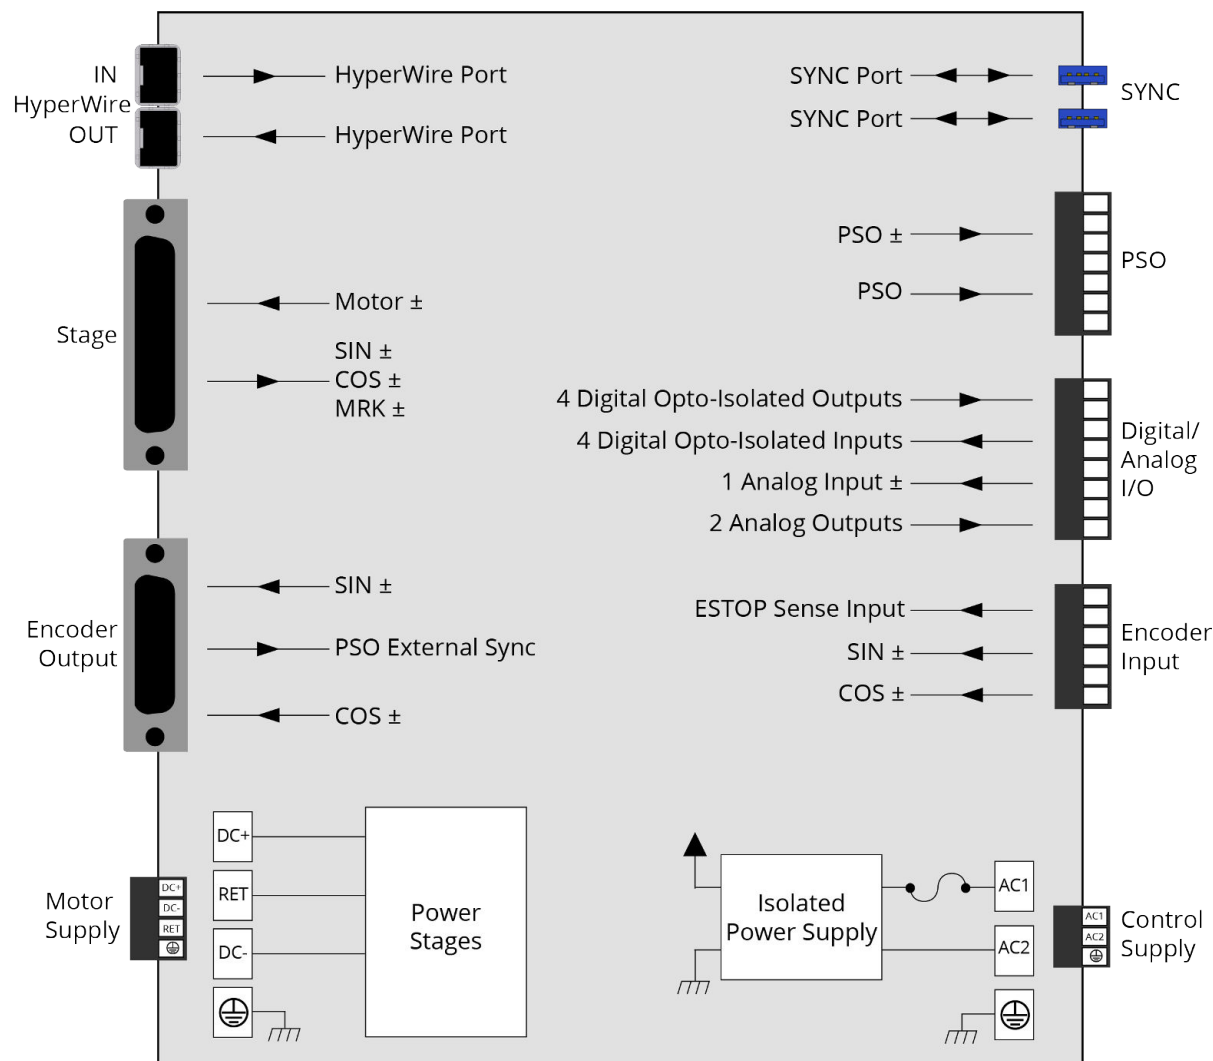 IN
HyperWire
OUT
HyperWire Port
HyperWire Port
SYNC Port
SYNC Port
SYNC
Stage
Motor ±
SIN ±
COS ±
MRK ±
PSO ±
PSO
PSO
4 Digital Opto-Isolated Outputs
4 Digital Opto-Isolated Inputs
1 Analog Input ±
2 Analog Outputs
Digital/
Analog
I/O
Encoder
Output
SIN ±
PSO External Sync
COS ±
ESTOP Sense Input
SIN ±
COS ±
Encoder
Input
Motor
Supply
DC+
DC-
RET
DC+
RET
DC-
Power
Stages
Isolated
Power Supply
AC1
AC2
AC1
AC2
Control
Supply